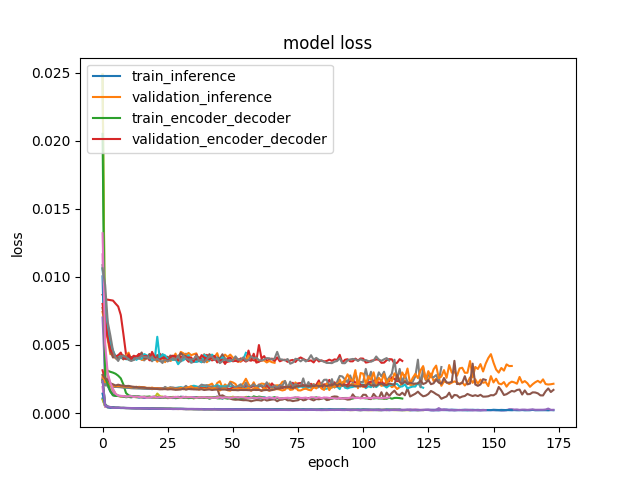 model loss
train_inference
validation_inference
train_encoder_decoder
validation_encoder_decoder
loss
0.025
0.020
0.015
0.010
0.005
0.000
0 25 50 75 100 125 150 175
epoch